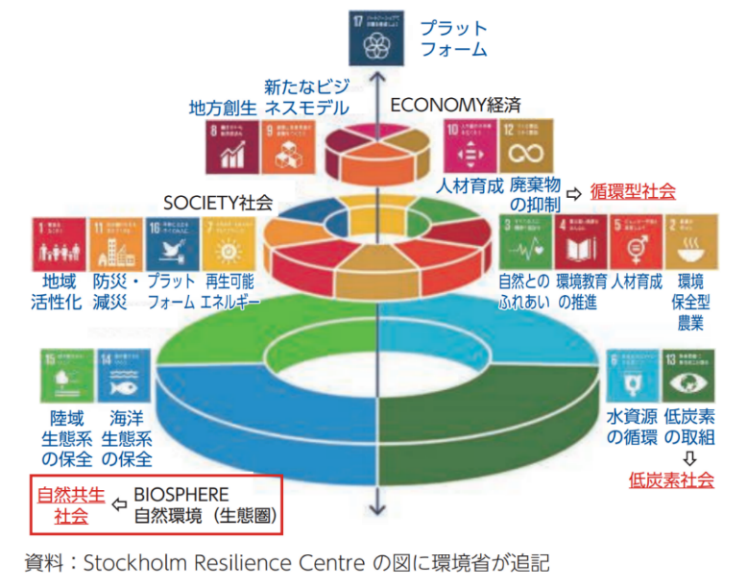 17
プラット
フォーム
新たなビジ
地方創生 ネスモデル
ECONOMY経済
8
9
10
12
人材育成 廃棄物
の抑制
⇨ 循環型社会
SOCIETY社会
1
11
16
7
地域
活性化
防災・
減災
プラット
フォーム
再生可能
エネルギー
3
4
5
2
自然との
ふれあい
環境教育
の推進
人材育成
環境
保全型
農業
15
14
陸域
生態系
の保全
海洋
生態系
の保全
6
13
水資源
の循環
低炭素
の取組
⇩
低炭素社会
自然共生
社会
⇦ BIOSPHERE
自然環境（生態圏）
資料：Stockholm Resilience Centre の図に環境省が追記